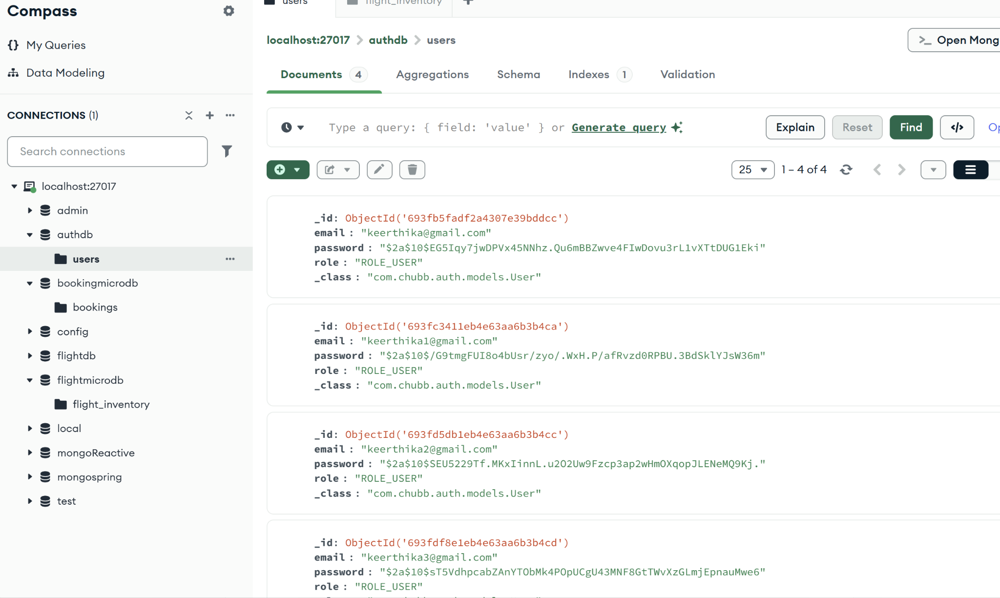 Compass
My Queries
Data Modeling
CONNECTIONS (1)
Search connections
localhost:27017
admin
authdb
users
bookingmicrodb
bookings
config
flightdb
flightmicrodb
flight_inventory
local
mongoReactive
mongospring
test
users
flight_inventory
localhost:27017 > authdb > users
>_ Open Mong
Documents 4 Aggregations Schema Indexes 1 Validation
Type a query: { field: 'value' } or Generate query
Explain Reset Find </> Op
25 1 – 4 of 4
_id: ObjectId('693fb5fadf2a4307e39bddcc')
email : "keerthika@gmail.com"
password : "$2a$10$EG5Iqy7jwDPVx45NNhz.Qu6mBBZwve4FIwDovu3rL1vXTtDUG1Eki"
role : "ROLE_USER"
_class : "com.chubb.auth.models.User"
_id: ObjectId('693fc3411eb4e63aa6b3b4ca')
email : "keerthika1@gmail.com"
password : "$2a$10$/G9tmgFUI8o4bUsr/zyo/.WxH.P/afRvzd0RPBU.3BdSklYJsW36m"
role : "ROLE_USER"
_class : "com.chubb.auth.models.User"
_id: ObjectId('693fd5db1eb4e63aa6b3b4cc')
email : "keerthika2@gmail.com"
password : "$2a$10$SEU5229Tf.MKxIinnL.u2O2Uw9Fzcp3ap2wHmOXqopJLENeMQ9Kj."
role : "ROLE_USER"
_class : "com.chubb.auth.models.User"
_id: ObjectId('693fdf8e1eb4e63aa6b3b4cd')
email : "keerthika3@gmail.com"
password : "$2a$10$sT5VdhpcabZAnYTObMk4POpUCgU43MNF8GtTWvXzGLmjEpnauMwe6"
role : "ROLE_USER"